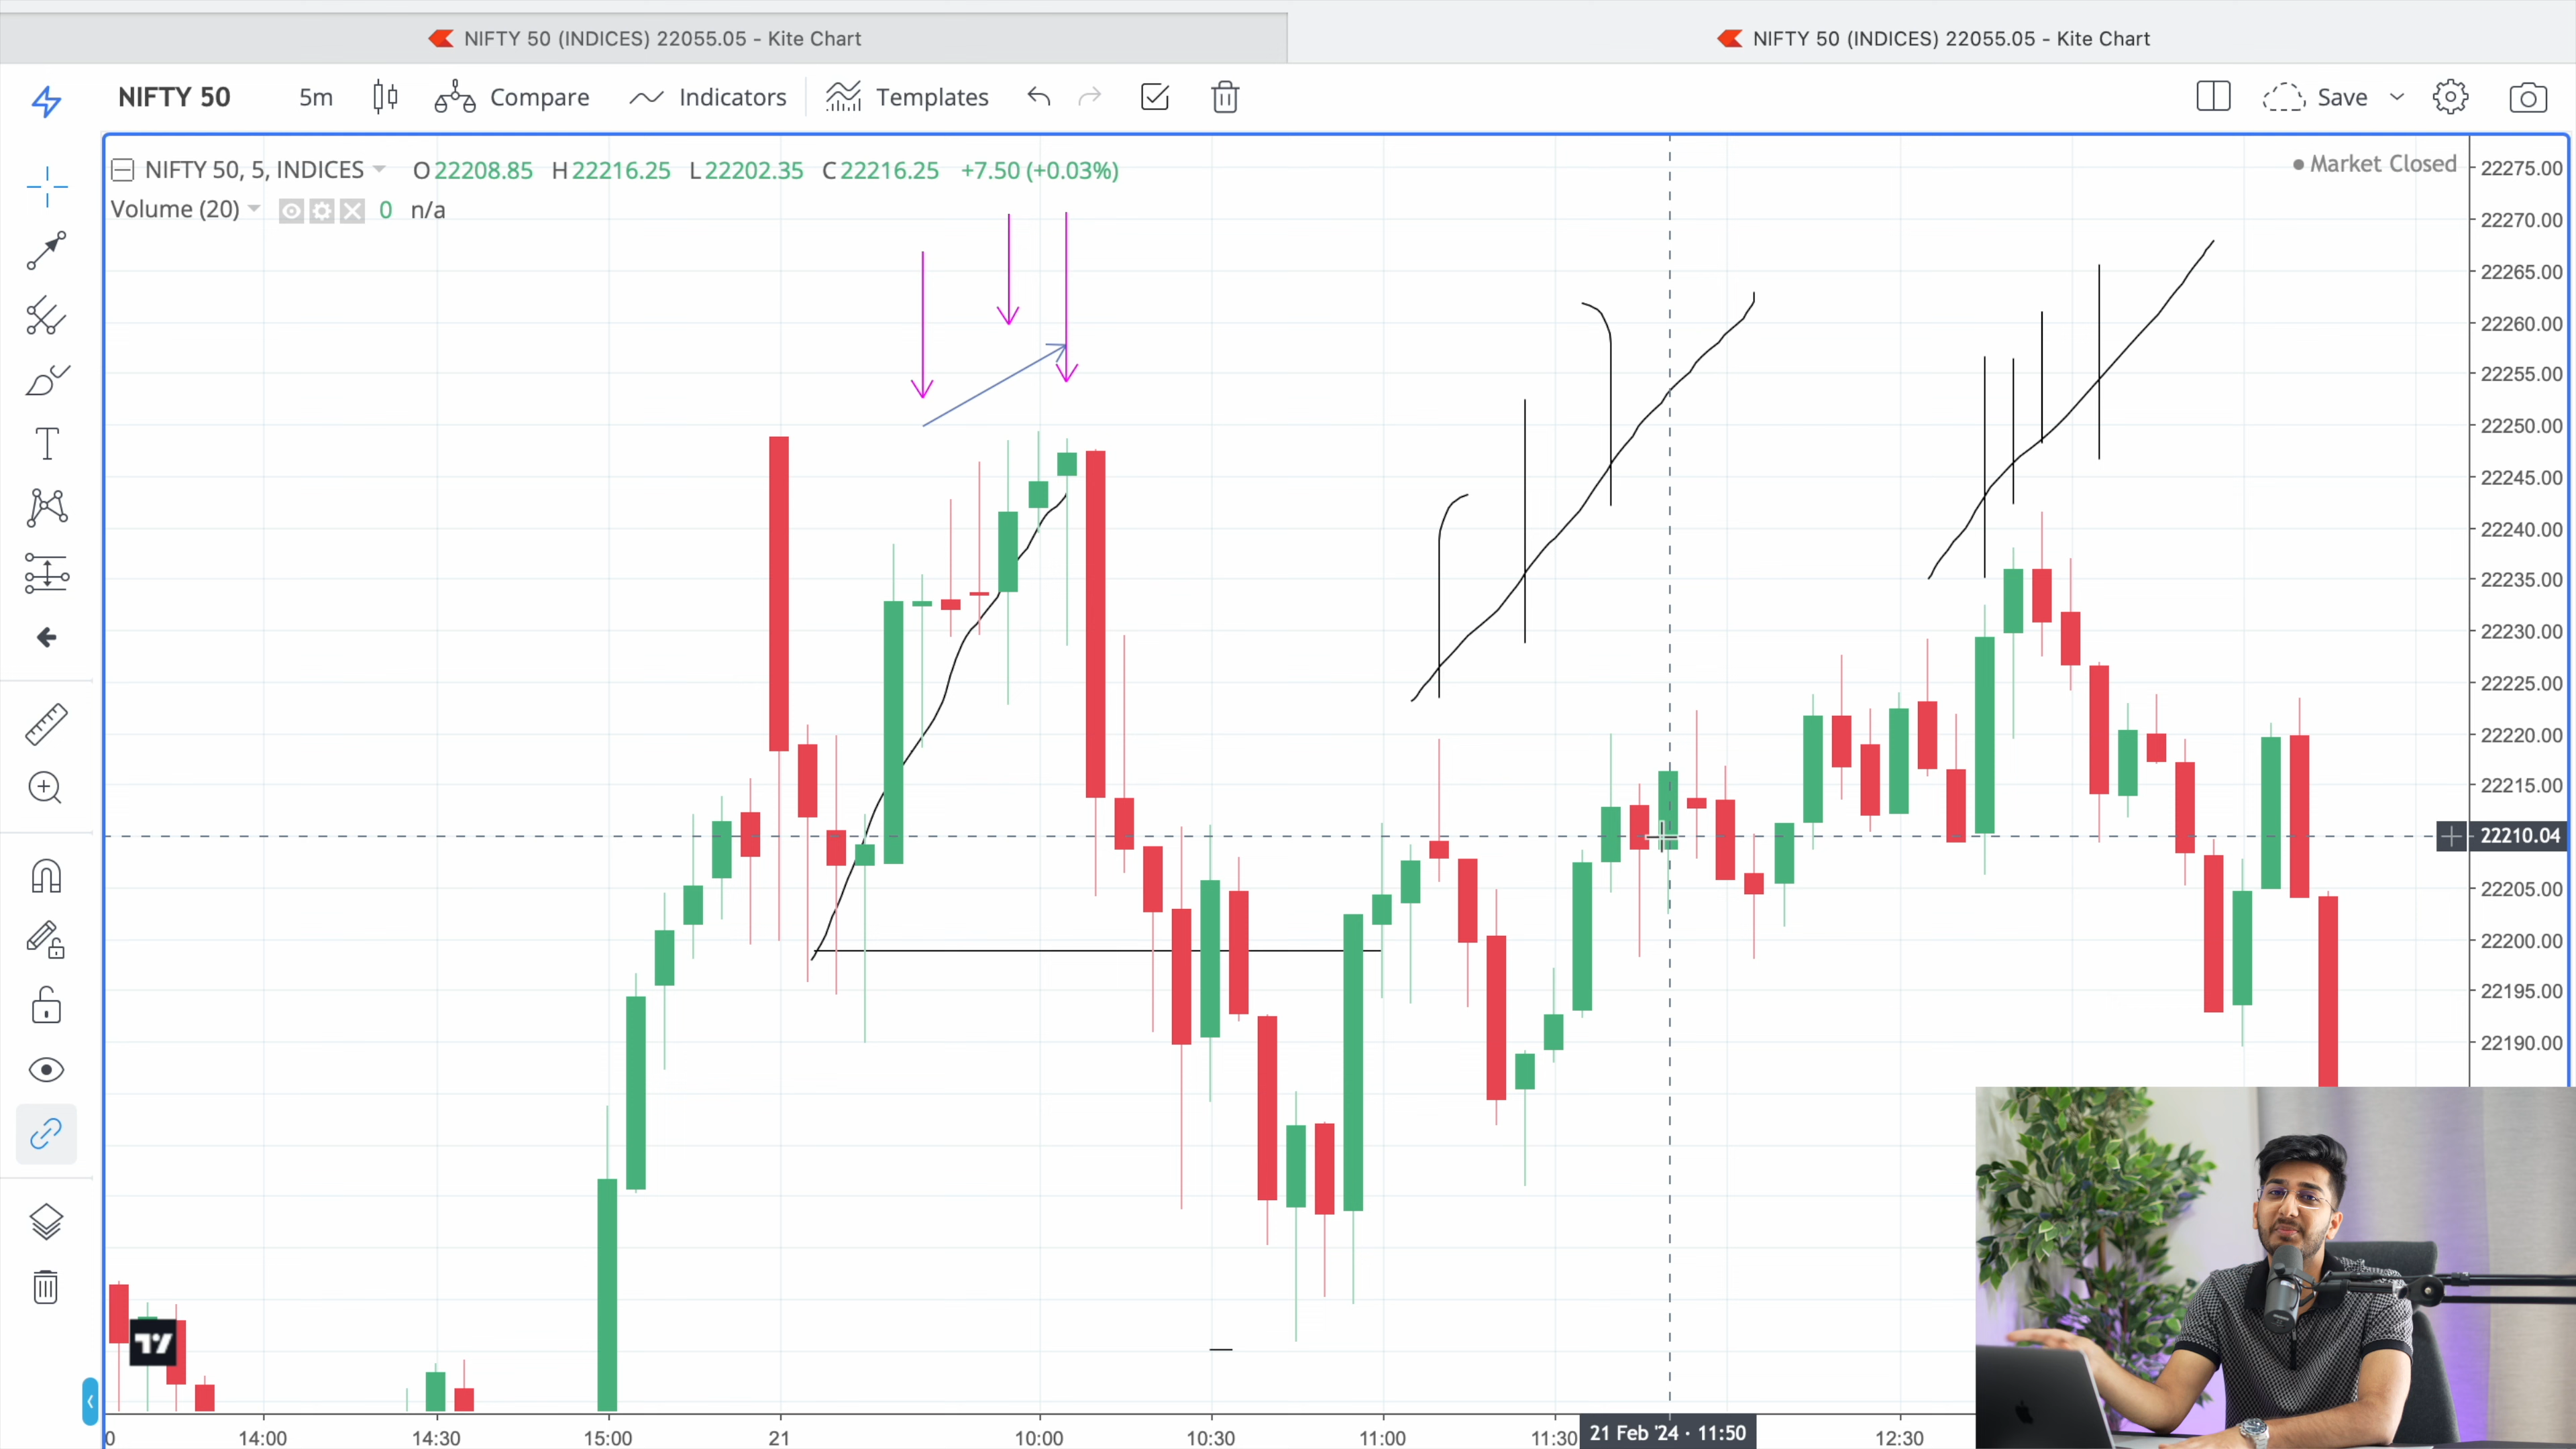 NIFTY 50 (INDICES) 22055.05 - Kite Chart
NIFTY 50 (INDICES) 22055.05 - Kite Chart
NIFTY 50
5m
Compare
Indicators
Templates
Save
NIFTY 50, 5, INDICES O 22208.85 H 22216.25 L 22202.35 C 22216.25 +7.50 (+0.03%)
Market Closed
Volume (20) 0 n/a
22275.00
22270.00
22265.00
22260.00
22255.00
22250.00
22245.00
22240.00
22235.00
22230.00
22225.00
22220.00
22215.00
22210.04
22205.00
22200.00
22195.00
22190.00
0 14:00 14:30 15:00 21 10:00 10:30 11:00 11:30 21 Feb '24 · 11:50 12:30